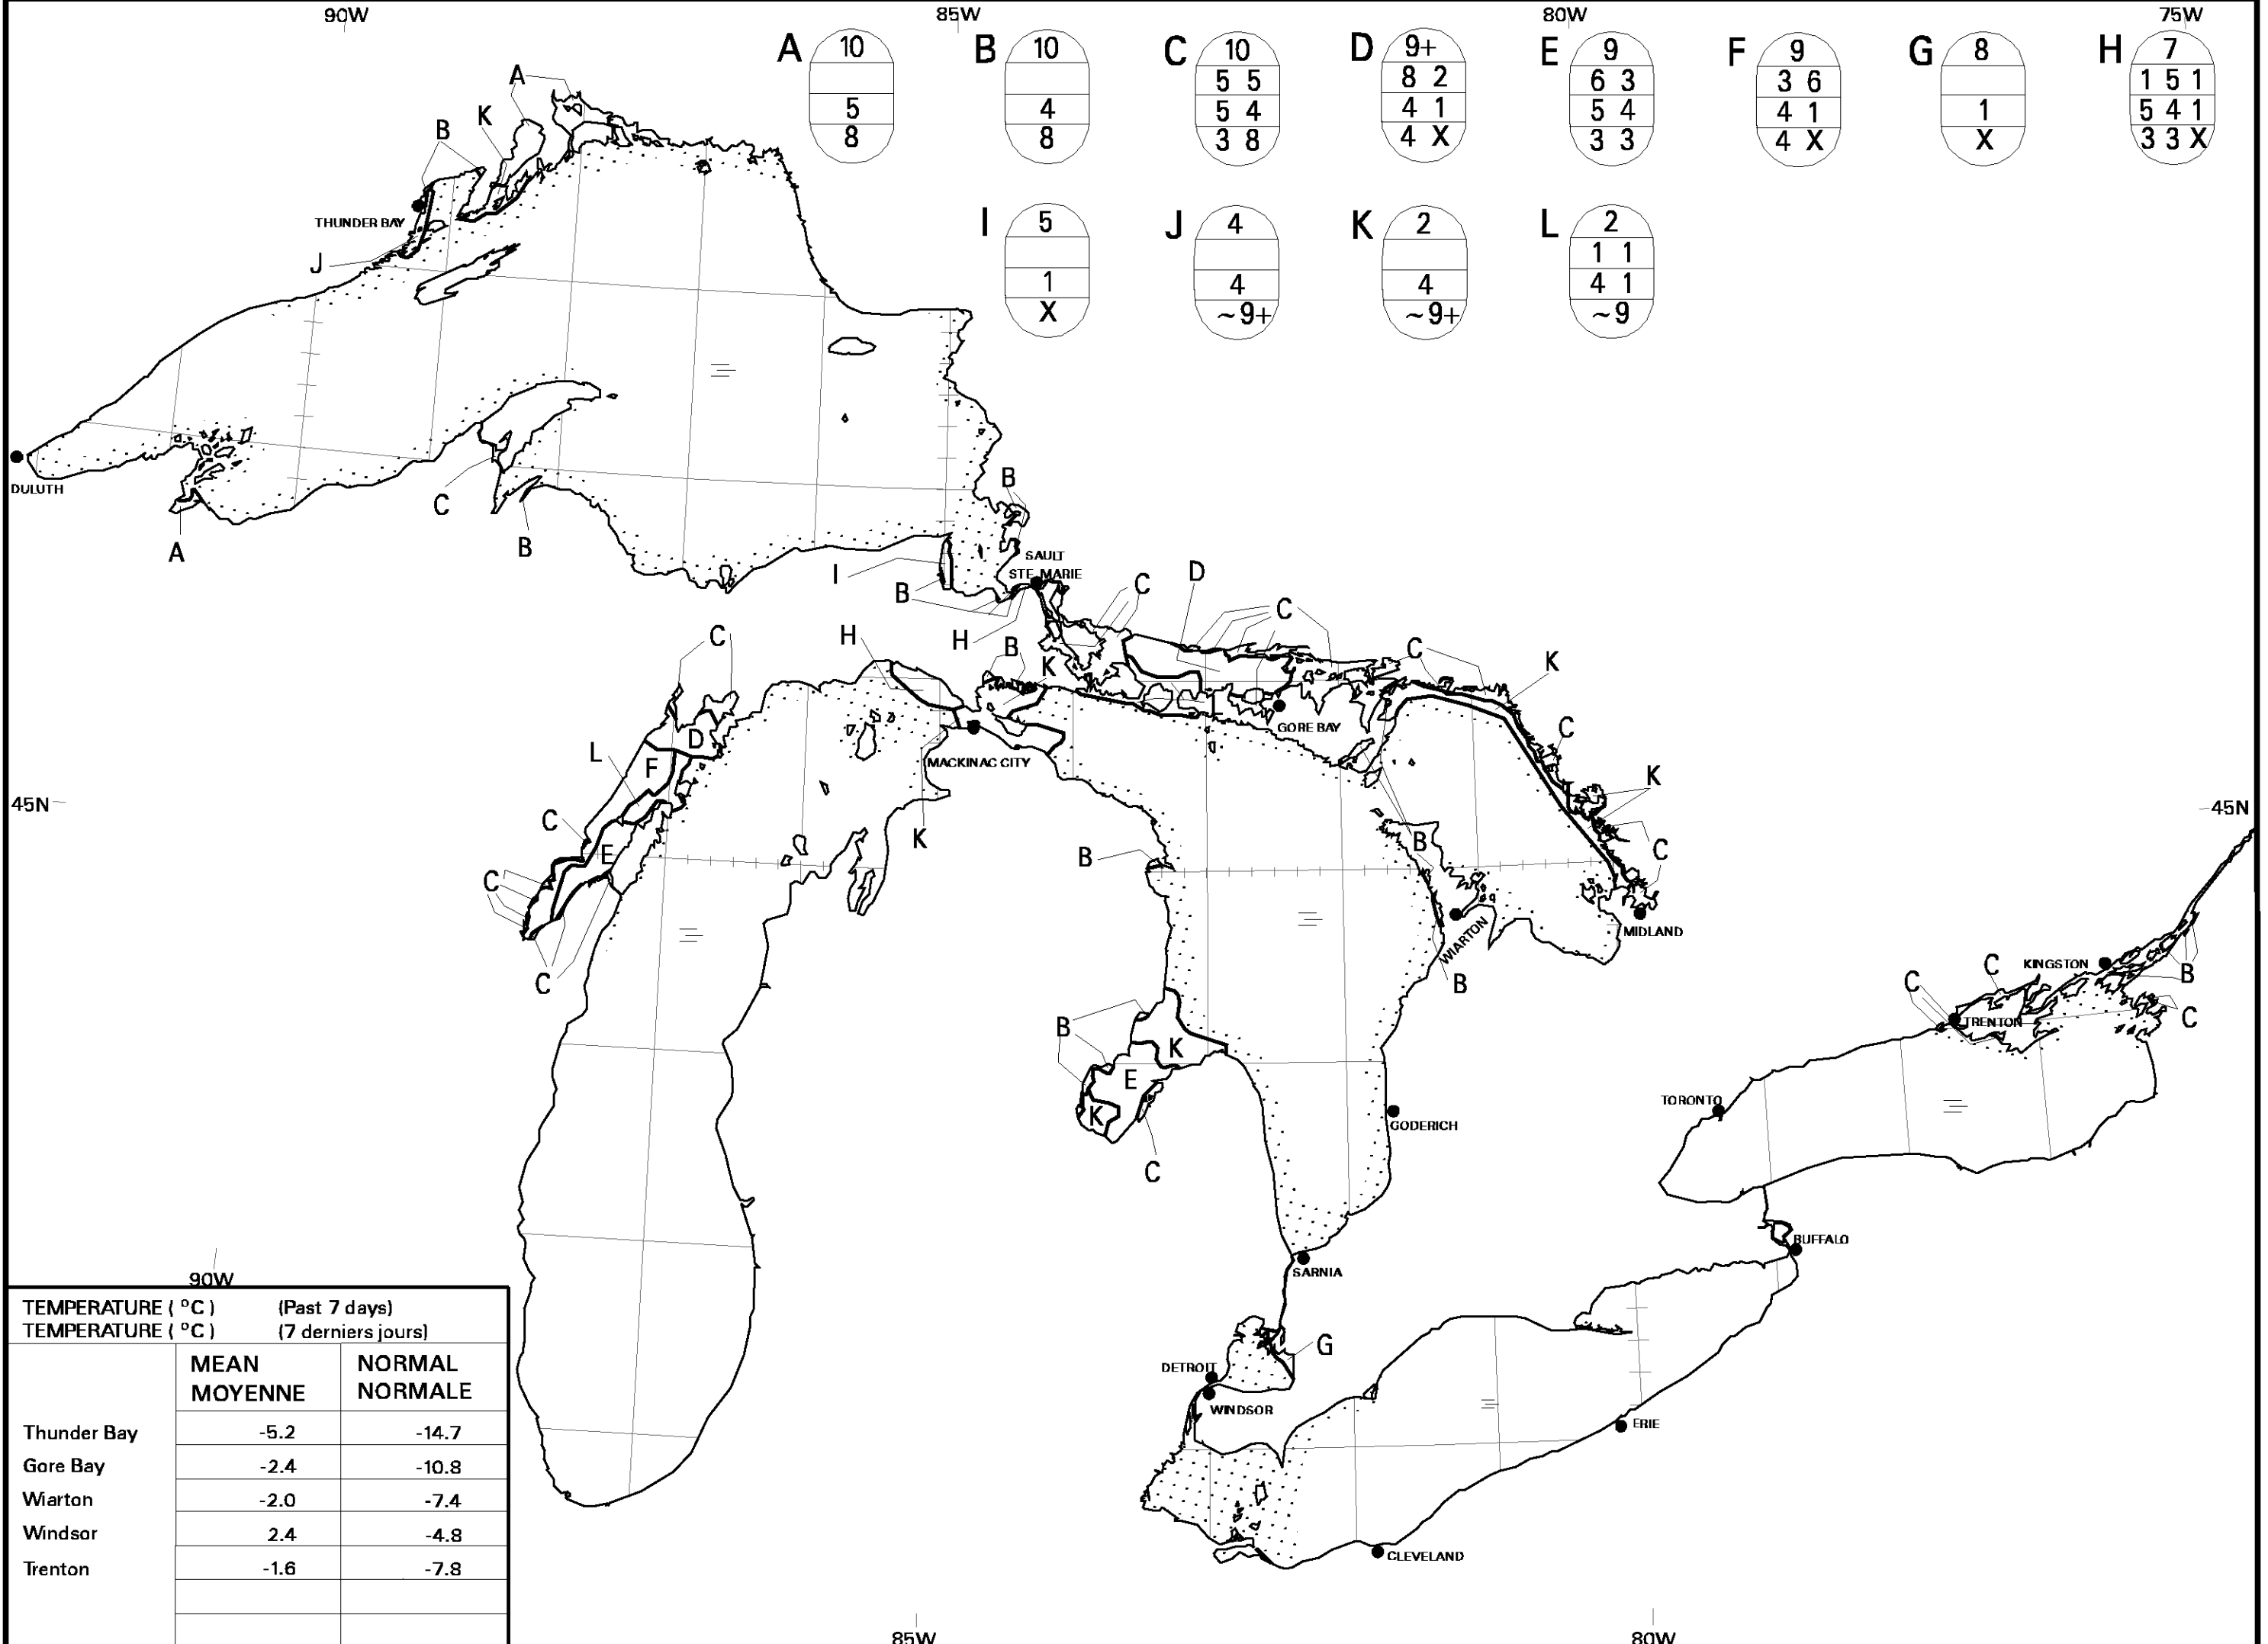 90W 85W 80W 75W
A 10 5 8
B 10 4 8
C 10 5 5 5 4 3 8
D 9+ 8 2 4 1 4 X
E 9 6 3 5 4 3 3
F 9 3 6 4 1 4 X
G 8 1 X
H 7 1 5 1 5 4 1 3 3 X
I 5 1 X
J 4 4 ~9+
K 2 4 ~9+
L 2 1 1 4 1 ~9
A
K
B
THUNDER BAY
J
DULUTH
C
A
B
B
SAULT
STE. MARIE
I
B
C
D
C
H
H
C
B
K
C
K
L
D
L
F
GORE BAY
MACKINAC CITY
C
K
L
45N
45N
C
E
K
B
B
C
C
MIDLAND
WIARTON
C
B
KINGSTON
C
C
B
TRENTON
C
B
K
E
K
C
GODERICH
TORONTO
BUFFALO
SARNIA
90W
G
DETROIT
WINDSOR
ERIE
CLEVELAND
TEMPERATURE ( °C ) (Past 7 days)
TEMPERATURE ( °C ) (7 derniers jours)
MEAN NORMAL
MOYENNE NORMALE
Thunder Bay -5.2 -14.7
Gore Bay -2.4 -10.8
Wiarton -2.0 -7.4
Windsor 2.4 -4.8
Trenton -1.6 -7.8
85W 80W